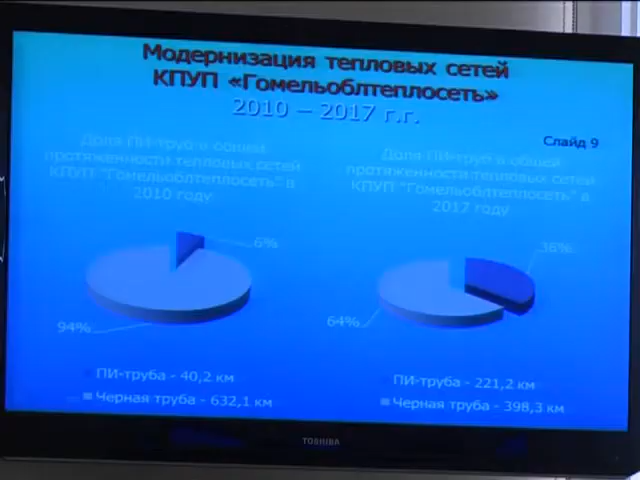 Модернизация тепловых сетей
КПУП «Гомельоблтеплосеть»
2010 – 2017 г.г.
Слайд 9
Доля ПИ-труб в общей
протяженности тепловых сетей
КПУП "Гомельоблтеплосеть" в
2010 году
6%
94%
ПИ-труба - 40,2 км
Черная труба - 632,1 км
Доля ПИ-труб в общей
протяженности тепловых сетей
КПУП "Гомельоблтеплосеть" в
2017 году
36%
64%
ПИ-труба - 221,2 км
Черная труба - 398,3 км
TOSHIBA